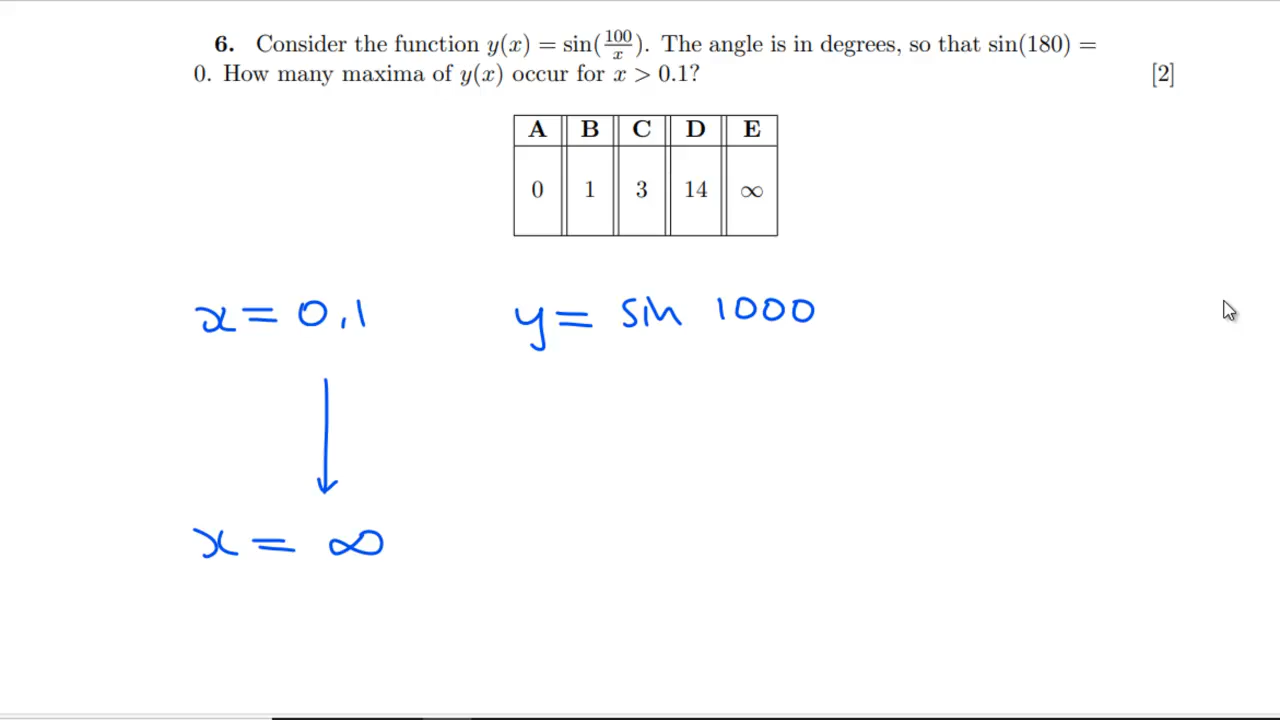 6. Consider the function y(x) = sin(100/x). The angle is in degrees, so that sin(180) =
0. How many maxima of y(x) occur for x > 0.1? [2]
A B C D E
0 1 3 14 ∞
x = 0.1 y = sin 1000
x = ∞